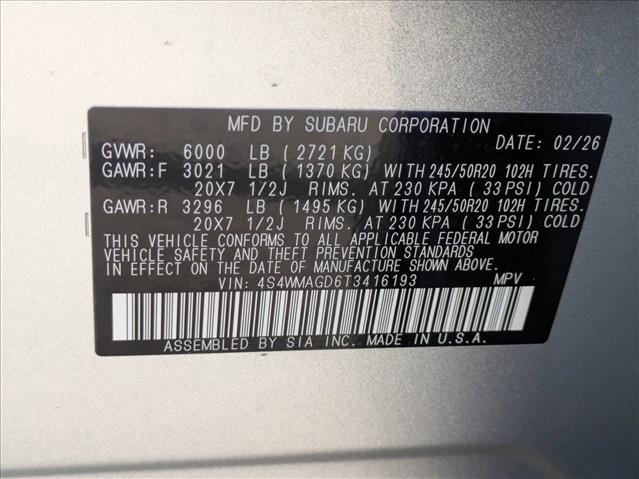 MFD BY SUBARU CORPORATION
DATE: 02/26
GVWR: 6000 LB (2721 KG)
GAWR:F 3021 LB (1370 KG) WITH 245/50R20 102H TIRES.
20X7 1/2J RIMS. AT 230 KPA (33 PSI) COLD
GAWR:R 3296 LB (1495 KG) WITH 245/50R20 102H TIRES.
20X7 1/2J RIMS. AT 230 KPA (33 PSI) COLD
THIS VEHICLE CONFORMS TO ALL APPLICABLE FEDERAL MOTOR
VEHICLE SAFETY AND THEFT PREVENTION STANDARDS
IN EFFECT ON THE DATE OF MANUFACTURE SHOWN ABOVE.
VIN: 4S4WMAGD6T3416193 MPV
ASSEMBLED BY SIA INC. MADE IN U.S.A.